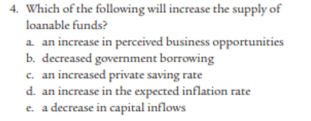 4. Which of the following will increase the supply of
loanable funds?
a. an increase in perceived business opportunities
b. decreased government borrowing
c. an increased private saving rate
d. an increase in the expected inflation rate
e. a decrease in capital inflows